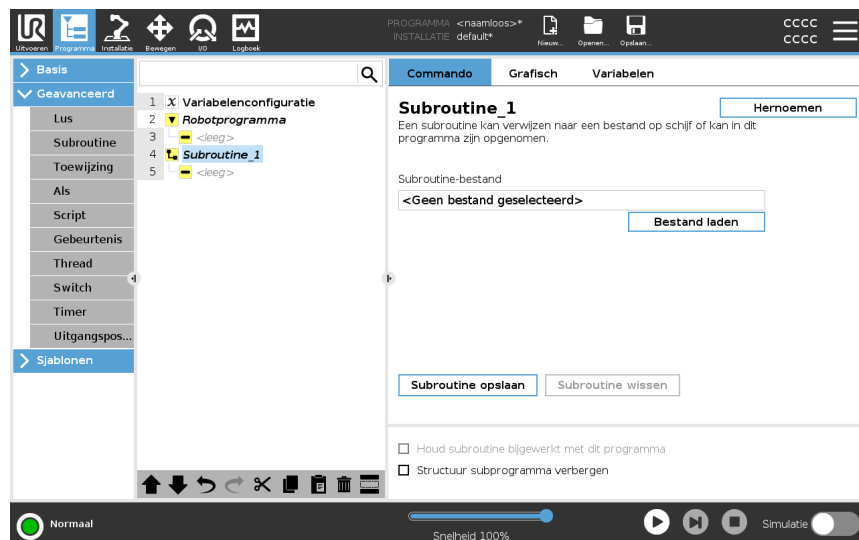 PROGRAMMA <naamloos>*
INSTALLATIE default*
CCCC
CCCC
Uitvoeren Programma Installatie Bewegen I/O Logboek Nieuw... Openen... Opslaan...
Basis
Geavanceerd
Lus
Subroutine
Toewijzing
Als
Script
Gebeurtenis
Thread
Switch
Timer
Uitgangspos...
Sjablonen
1 X Variabelenconfiguratie
2 Robotprogramma
3 <leeg>
4 Subroutine_1
5 <leeg>
Commando Grafisch Variabelen
Subroutine_1
Hernoemen
Een subroutine kan verwijzen naar een bestand op schijf of kan in dit
programma zijn opgenomen.
Subroutine-bestand
<Geen bestand geselecteerd>
Bestand laden
Subroutine opslaan Subroutine wissen
Houd subroutine bijgewerkt met dit programma
Structuur subprogramma verbergen
Normaal
Snelheid 100%
Simulatie